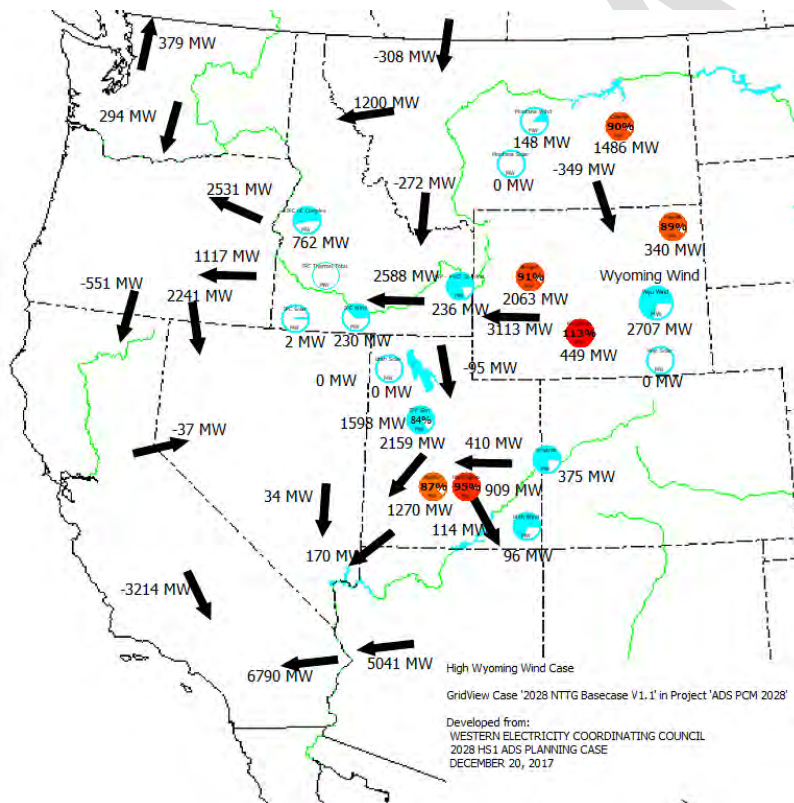 379 MW
-308 MW
1200 MW
294 MW
148 MW
90%
1486 MW
-349 MW
0 MW
2531 MW
-272 MW
89%
340 MW
762 MW
Wyoming Wind
1117 MW
2588 MW
91%
2063 MW
-551 MW
2241 MW
236 MW
3113 MW
2707 MW
113%
449 MW
2 MW
230 MW
0 MW
-95 MW
0 MW
0 MW
1598 MW
84%
2159 MW
410 MW
-37 MW
375 MW
87%
95%
909 MW
34 MW
1270 MW
114 MW
170 MW
96 MW
-3214 MW
6790 MW
5041 MW
High Wyoming Wind Case
GridView Case '2028 NTTG Basecase V1.1' in Project 'ADS PCM 2028'
Developed from:
WESTERN ELECTRICITY COORDINATING COUNCIL
2028 HS1 ADS PLANNING CASE
DECEMBER 20, 2017